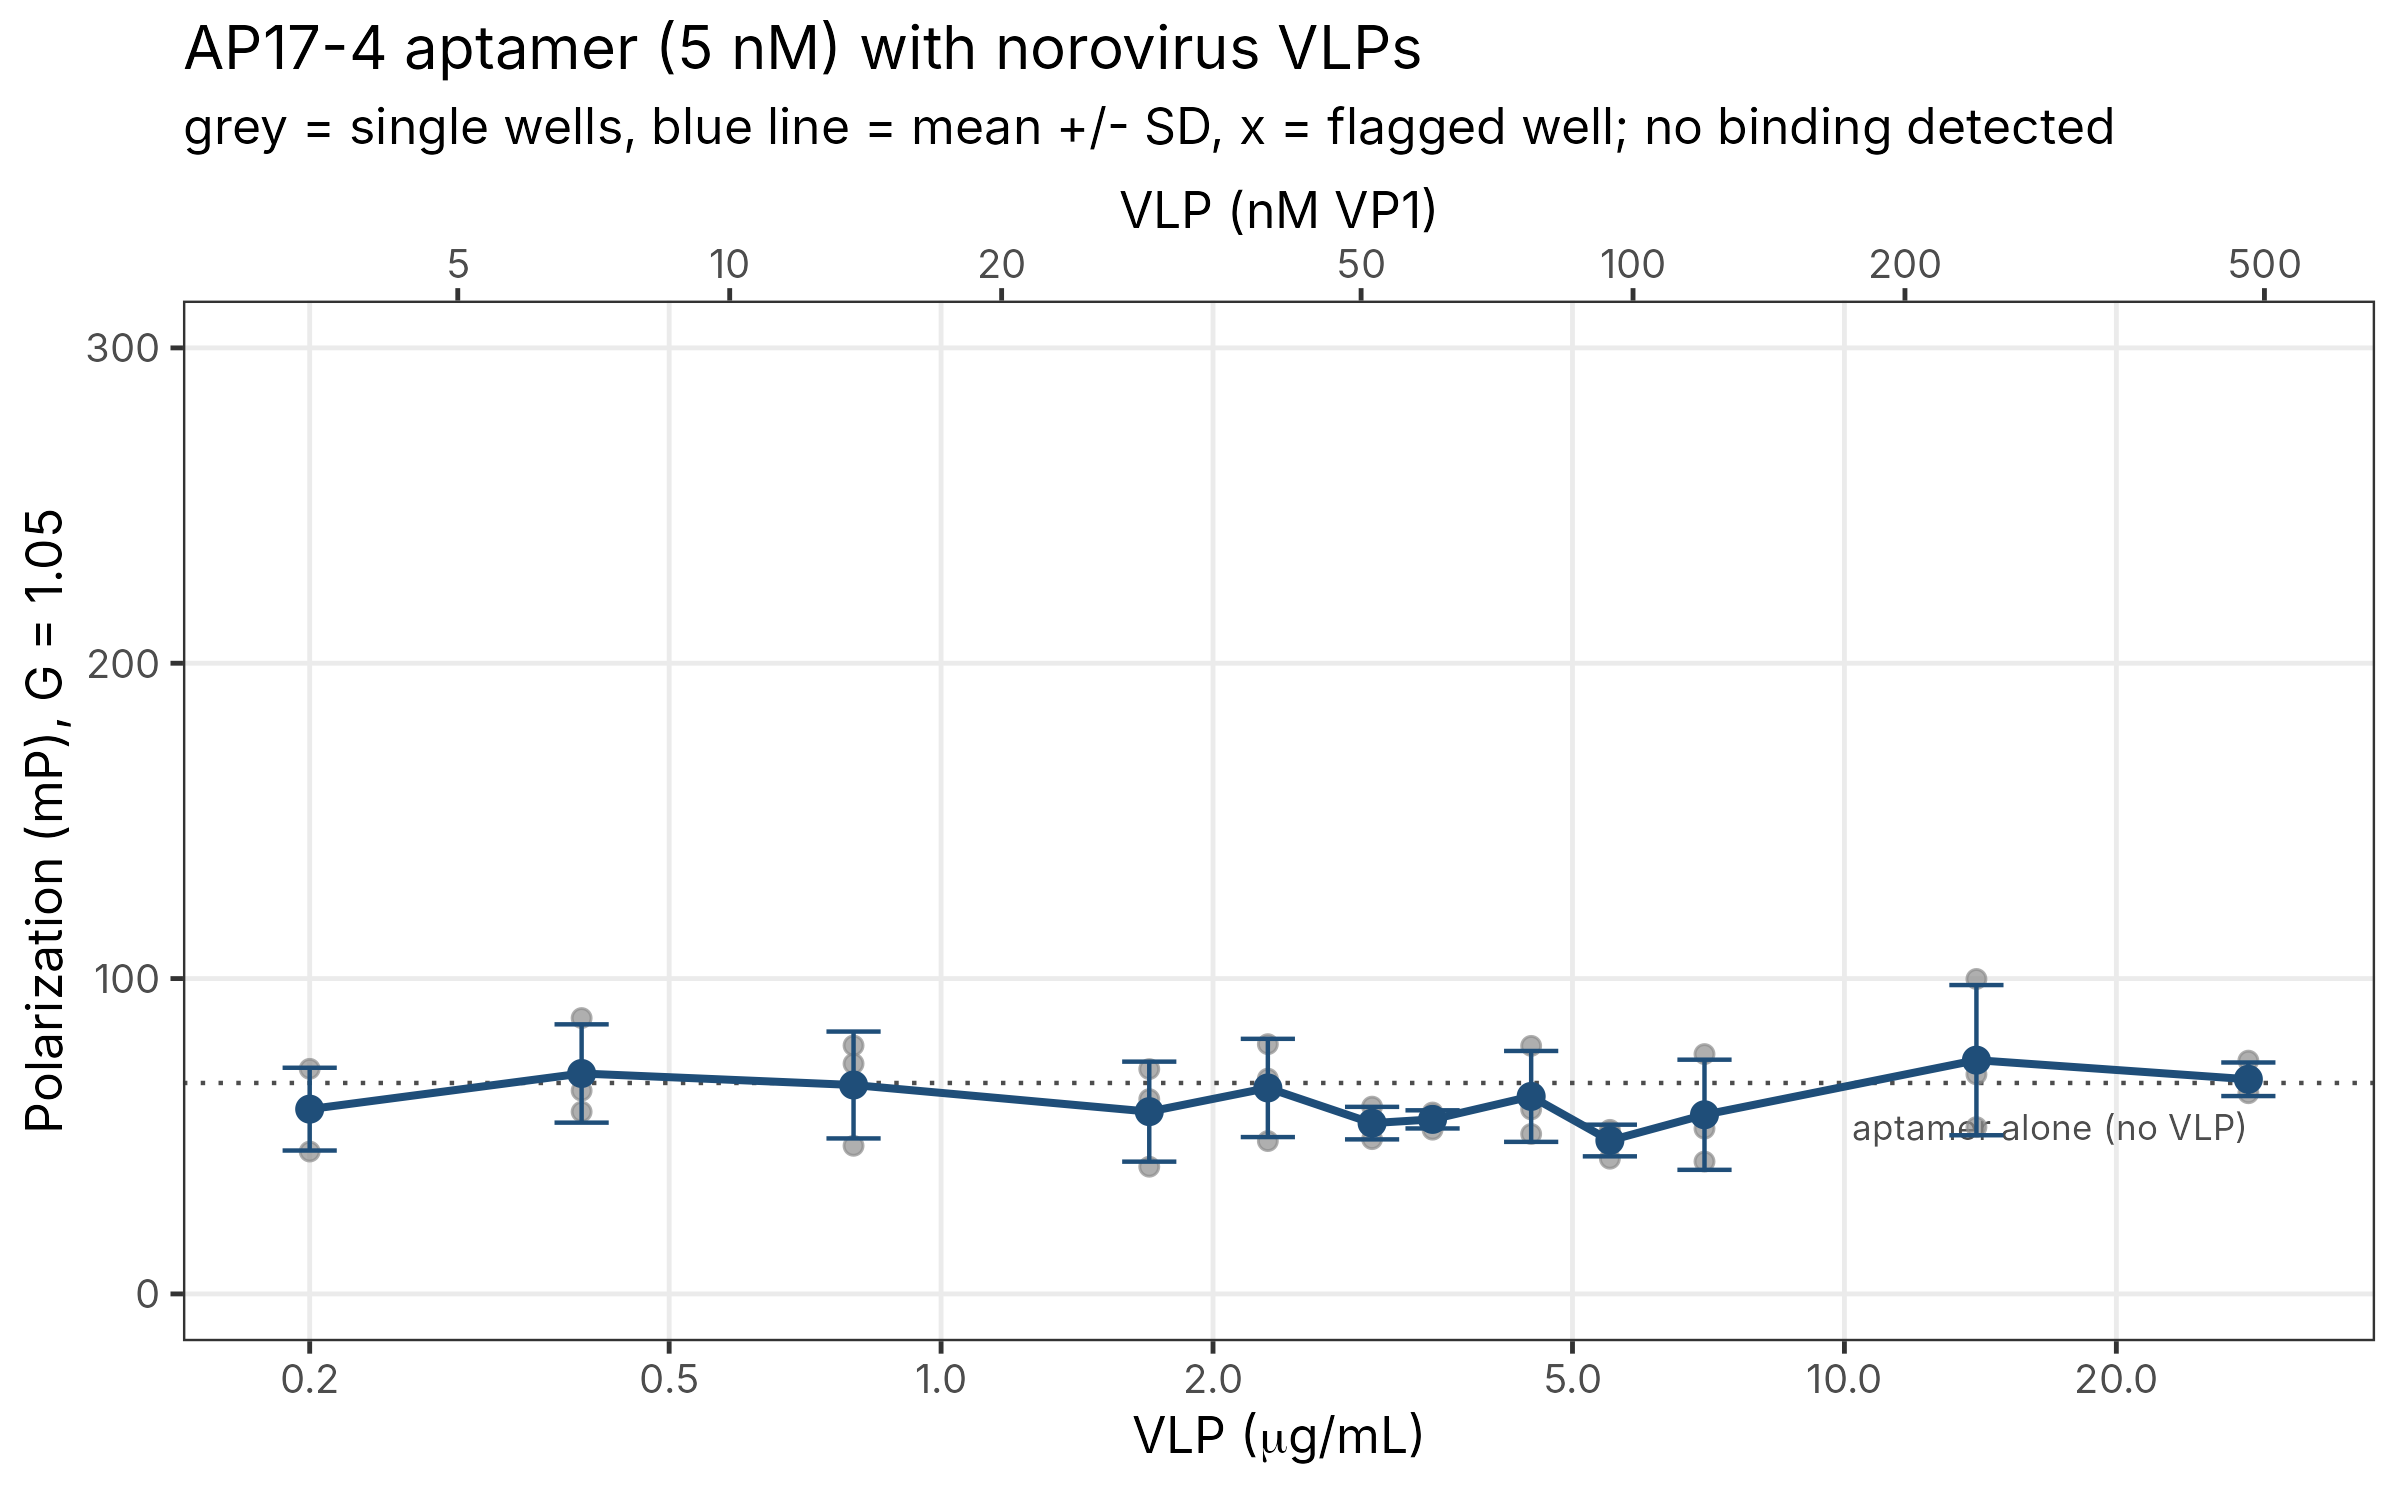 AP17-4 aptamer (5 nM) with norovirus VLPs
grey = single wells, blue line = mean +/- SD, x = flagged well; no binding detected
VLP (nM VP1)
5 10 20 50 100 200 500
Polarization (mP), G = 1.05
300
200
100
0
aptamer alone (no VLP)
0.2 0.5 1.0 2.0 5.0 10.0 20.0
VLP (μg/mL)